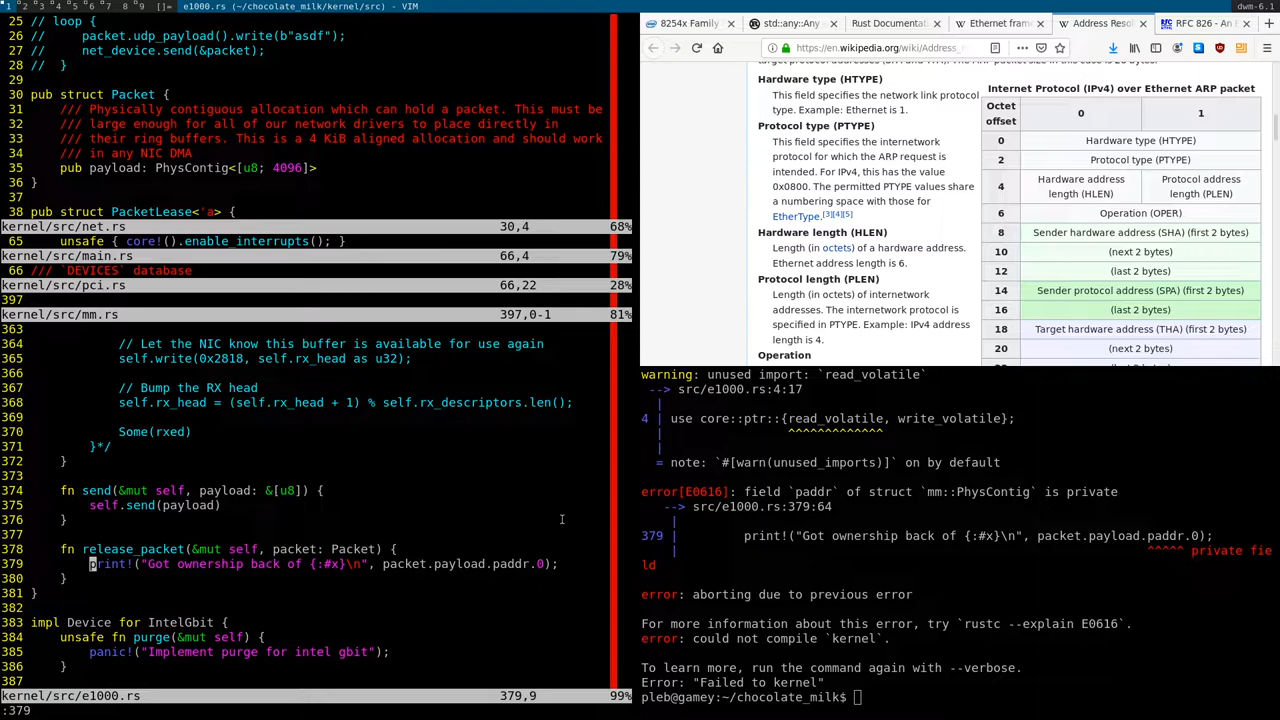 1 2 3 4 5 6 7 8 9 []= e1000.rs (~/chocolate_milk/kernel/src) - VIM
dwm-6.1
25 // loop {
26 //     packet.udp_payload().write(b"asdf");
27 //     net_device.send(&packet);
28 //  }
29
30 pub struct Packet {
31     /// Physically contiguous allocation which can hold a packet. This must be
32     /// large enough for all of our network drivers to place directly in
33     /// their ring buffers. This is a 4 KiB aligned allocation and should work
34     /// in any NIC DMA
35     pub payload: PhysContig<[u8; 4096]>
36 }
37
38 pub struct PacketLease<'a> {
kernel/src/net.rs 30,4 68%
65     unsafe { core!().enable_interrupts(); }
kernel/src/main.rs 66,4 79%
66 /// `DEVICES` database
kernel/src/pci.rs 66,22 28%
397
kernel/src/mm.rs 397,0-1 81%
363
364             // Let the NIC know this buffer is available for use again
365             self.write(0x2818, self.rx_head as u32);
366
367             // Bump the RX head
368             self.rx_head = (self.rx_head + 1) % self.rx_descriptors.len();
369
370             Some(rxed)
371         }*/
372     }
373
374     fn send(&mut self, payload: &[u8]) {
375         self.send(payload)
376     }
377
378     fn release_packet(&mut self, packet: Packet) {
379         print!("Got ownership back of {:#x}\n", packet.payload.paddr.0);
380     }
381 }
382
383 impl Device for IntelGbit {
384     unsafe fn purge(&mut self) {
385         panic!("Implement purge for intel gbit");
386     }
387
kernel/src/e1000.rs 379,9 99%
:379
8254x Family
std::any::Any -
Rust Documentat
Ethernet fram
Address Resol
RFC 826 - An E
https://en.wikipedia.org/wiki/Address_
Hardware type (HTYPE)
This field specifies the network link protocol
type. Example: Ethernet is 1.
Protocol type (PTYPE)
This field specifies the internetwork
protocol for which the ARP request is
intended. For IPv4, this has the value
0x0800. The permitted PTYPE values share
a numbering space with those for
EtherType.[3][4][5]
Hardware length (HLEN)
Length (in octets) of a hardware address.
Ethernet address length is 6.
Protocol length (PLEN)
Length (in octets) of internetwork
addresses. The internetwork protocol is
specified in PTYPE. Example: IPv4 address
length is 4.
Operation
Internet Protocol (IPv4) over Ethernet ARP packet
Octet offset 0 1
0 Hardware type (HTYPE)
2 Protocol type (PTYPE)
4 Hardware address length (HLEN) Protocol address length (PLEN)
6 Operation (OPER)
8 Sender hardware address (SHA) (first 2 bytes)
10 (next 2 bytes)
12 (last 2 bytes)
14 Sender protocol address (SPA) (first 2 bytes)
16 (last 2 bytes)
18 Target hardware address (THA) (first 2 bytes)
20 (next 2 bytes)
warning: unused import: `read_volatile`
 --> src/e1000.rs:4:17
  |
4 | use core::ptr::{read_volatile, write_volatile};
  |                 ^^^^^^^^^^^^^
  |
  = note: `#[warn(unused_imports)]` on by default
error[E0616]: field `paddr` of struct `mm::PhysContig` is private
   --> src/e1000.rs:379:64
    |
379 |         print!("Got ownership back of {:#x}\n", packet.payload.paddr.0);
    |                                                                ^^^^^ private fie
ld
error: aborting due to previous error
For more information about this error, try `rustc --explain E0616`.
error: could not compile `kernel`.
To learn more, run the command again with --verbose.
Error: "Failed to kernel"
pleb@gamey:~/chocolate_milk$